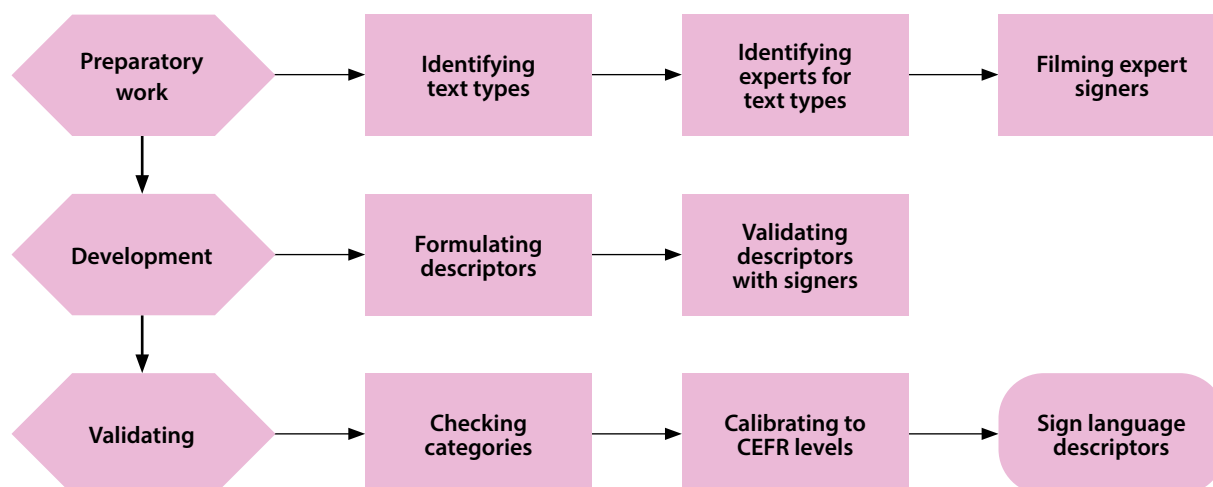 Preparatory
work
Identifying
text types
Identifying
experts for
text types
Filming expert
signers
Development
Formulating
descriptors
Validating
descriptors
with signers
Validating
Checking
categories
Calibrating to
CEFR levels
Sign language
descriptors